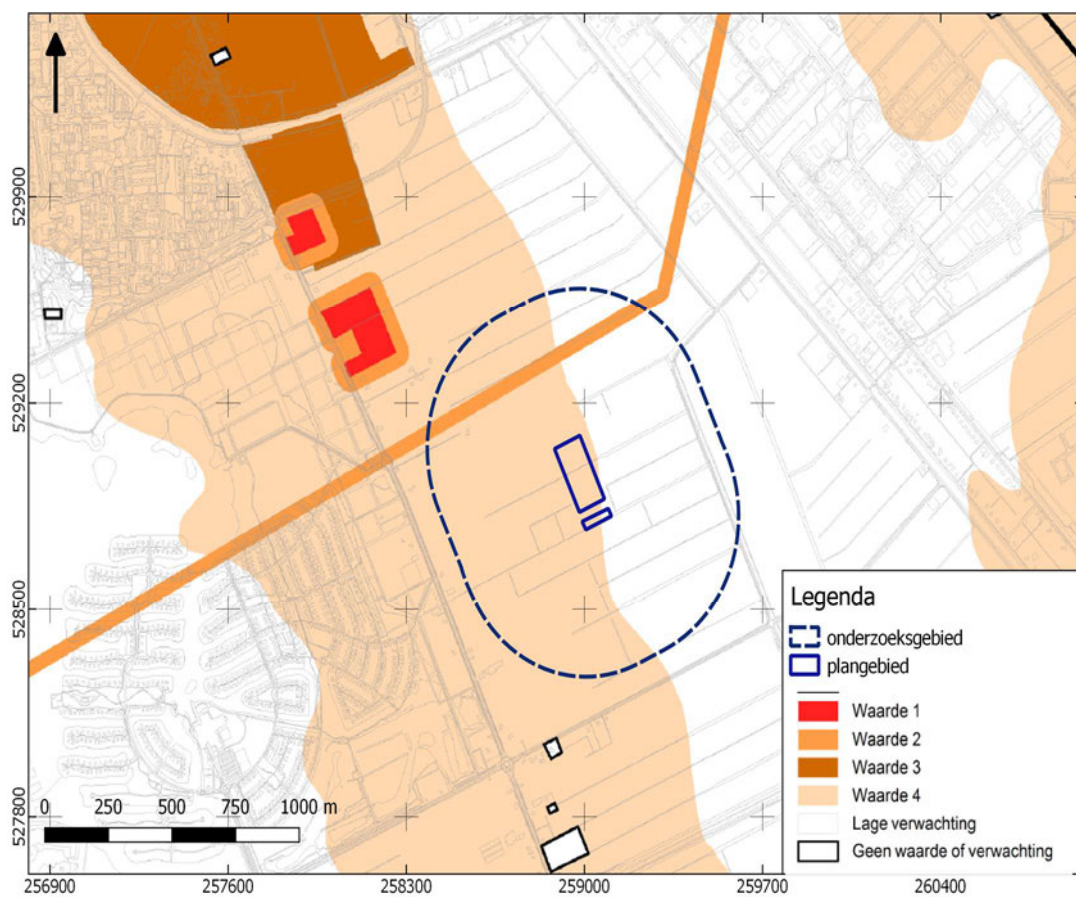 529900
529200
528500
527800
0 250 500 750 1000 m
256900 257600 258300 259000 259700 260400
Legenda
onderzoeksgebied
plangebied
Waarde 1
Waarde 2
Waarde 3
Waarde 4
Lage verwachting
Geen waarde of verwachting